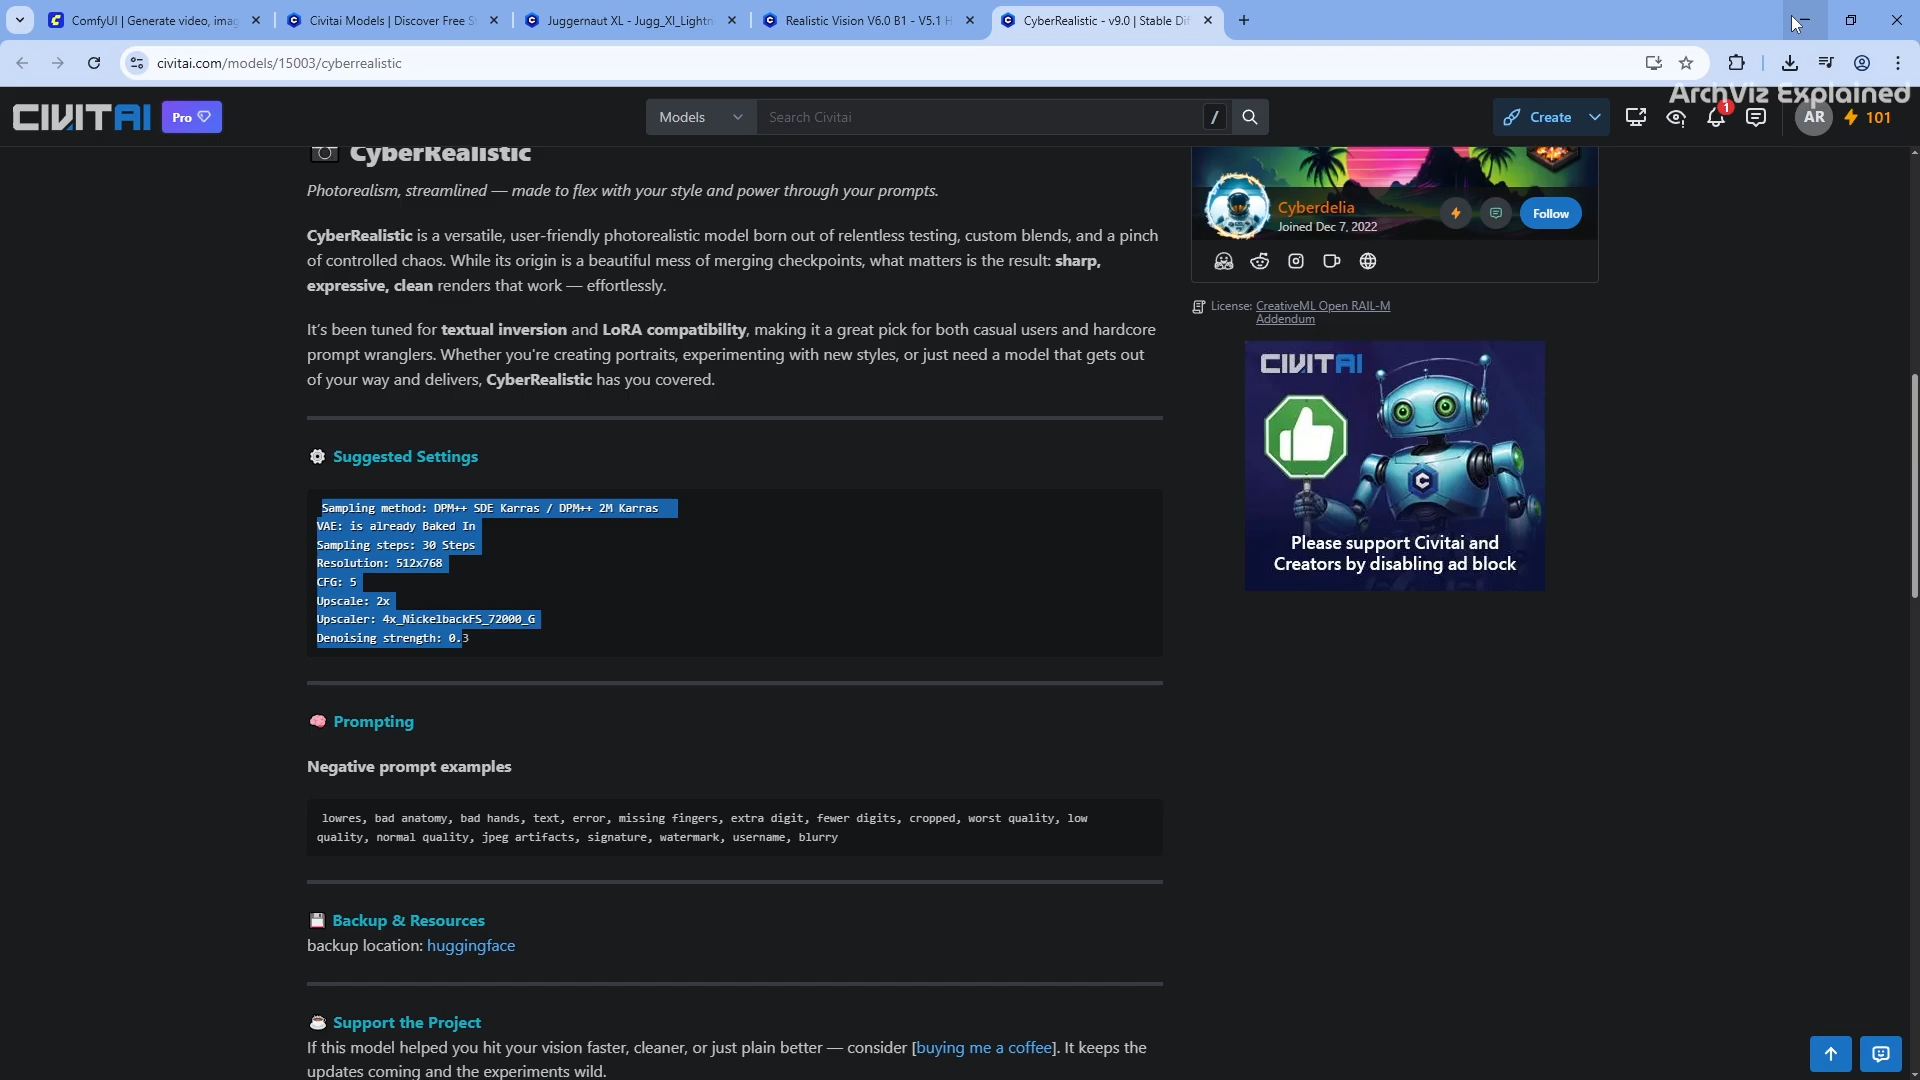 ComfyUI | Generate video, imag
Civitai Models | Discover Free S
Juggernaut XL - Jugg_XI_Lightn
Realistic Vision V6.0 B1 - V5.1 H
CyberRealistic - v9.0 | Stable Dif
civitai.com/models/15003/cyberrealistic
ArchViz Explained
CIVITAI
Pro
Models
Search Civitai
/
Create
1
AR
101
CyberRealistic
Photorealism, streamlined — made to flex with your style and power through your prompts.
CyberRealistic is a versatile, user-friendly photorealistic model born out of relentless testing, custom blends, and a pinch
of controlled chaos. While its origin is a beautiful mess of merging checkpoints, what matters is the result: sharp,
expressive, clean renders that work — effortlessly.
It's been tuned for textual inversion and LoRA compatibility, making it a great pick for both casual users and hardcore
prompt wranglers. Whether you're creating portraits, experimenting with new styles, or just need a model that gets out
of your way and delivers, CyberRealistic has you covered.
Suggested Settings
Sampling method: DPM++ SDE Karras / DPM++ 2M Karras
VAE: is already Baked In
Sampling steps: 30 Steps
Resolution: 512x768
CFG: 5
Upscale: 2x
Upscaler: 4x_NickelbackFS_72000_G
Denoising strength: 0.3
Prompting
Negative prompt examples
lowres, bad anatomy, bad hands, text, error, missing fingers, extra digit, fewer digits, cropped, worst quality, low
quality, normal quality, jpeg artifacts, signature, watermark, username, blurry
Backup & Resources
backup location: huggingface
Support the Project
If this model helped you hit your vision faster, cleaner, or just plain better — consider [buying me a coffee]. It keeps the
updates coming and the experiments wild.
Cyberdelia
Joined Dec 7, 2022
Follow
License: CreativeML Open RAIL-M
Addendum
CIVITAI
C
Please support Civitai and
Creators by disabling ad block